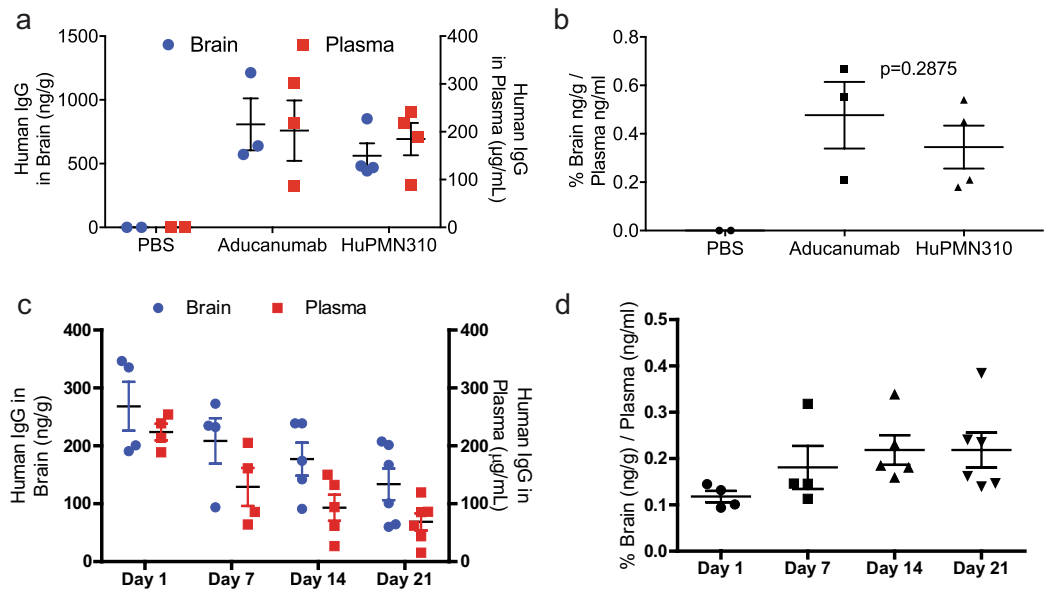 a
1500
1000
500
0
Human IgG
in Brain (ng/g)
Brain
Plasma
400
300
200
100
0
Human IgG
in Plasma (µg/mL)
PBS
Aducanumab
HuPMN310
b
0.8
0.6
0.4
0.2
0.0
% Brain ng/g /
Plasma ng/ml
p=0.2875
PBS
Aducanumab
HuPMN310
c
Brain
Plasma
400
300
200
100
0
Human IgG in
Brain (ng/g)
400
300
200
100
0
Human IgG in
Plasma (µg/mL)
Day 1
Day 7
Day 14
Day 21
d
0.5
0.4
0.3
0.2
0.1
0.0
% Brain (ng/g) / Plasma (ng/ml)
Day 1
Day 7
Day 14
Day 21